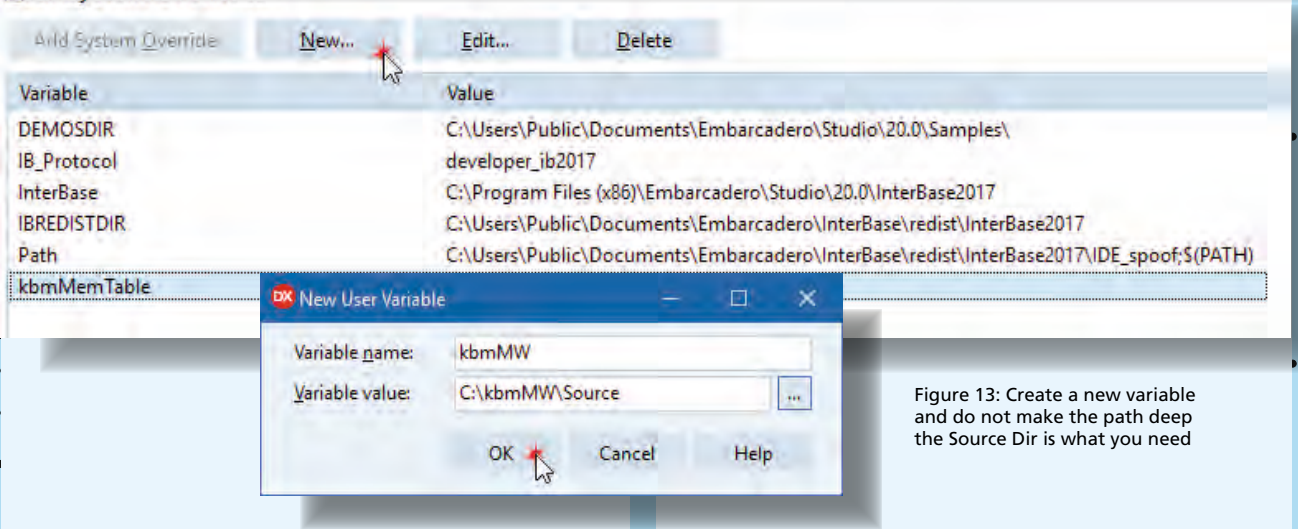 Add System Override New... Edit... Delete
Variable Value
DEMOSDIR C:\Users\Public\Documents\Embarcadero\Studio\20.0\Samples\
IB_Protocol developer_ib2017
InterBase C:\Program Files (x86)\Embarcadero\Studio\20.0\InterBase2017
IBREDISTDIR C:\Users\Public\Documents\Embarcadero\InterBase\redist\InterBase2017
Path C:\Users\Public\Documents\Embarcadero\InterBase\redist\InterBase2017\IDE_spoof;$(PATH)
kbmMemTable
DX New User Variable
Variable name: kbmMW
Variable value: C:\kbmMW\Source ...
OK Cancel Help
Figure 13: Create a new variable
and do not make the path deep
the Source Dir is what you need